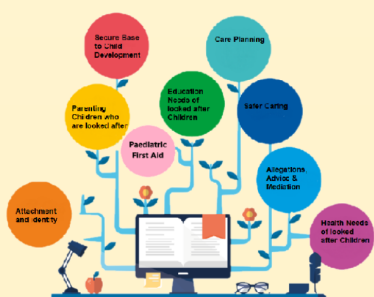 Secure Base
to Child
Development
Care Planning
Parenting
Children who
are looked after
Education
Needs of
looked after
Children
Safer Caring
Paediatric
First Aid
Allegations,
Advice &
Mediation
Attachment
and Identity
Health Needs
of looked
after Children